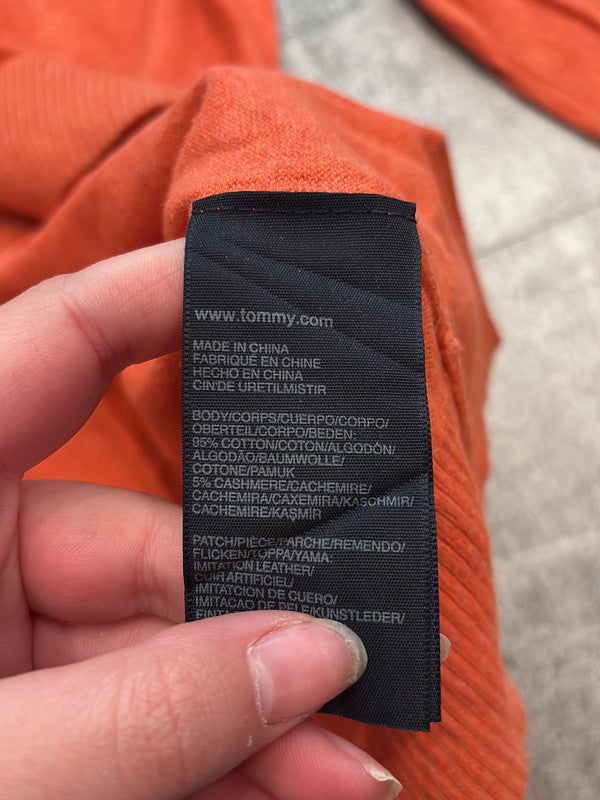 www.tommy.com
MADE IN CHINA
FABRIQUÉ EN CHINE
HECHO EN CHINA
CIN'DE URETILMISTIR
BODY/CORPS/CUERPO/CORPO/
OBERTEIL/CORPO/BEDEN:
95% COTTON/COTON/ALGODÓN/
ALGODÃO/BAUMWOLLE/
COTONE/PAMUK
5% CASHMERE/CACHEMIRE/
CACHEMIRA/CAXEMIRA/KASCHMIR/
CACHEMIRE/KAŞMIR
PATCH/PIÈCE/PARCHE/REMENDO/
FLICKEN/TOPPA/YAMA:
IMITATION LEATHER/
CUIR ARTIFICIEL/
IMITATCION DE CUERO/
IMITACAO DE PELE/KUNSTLEDER/